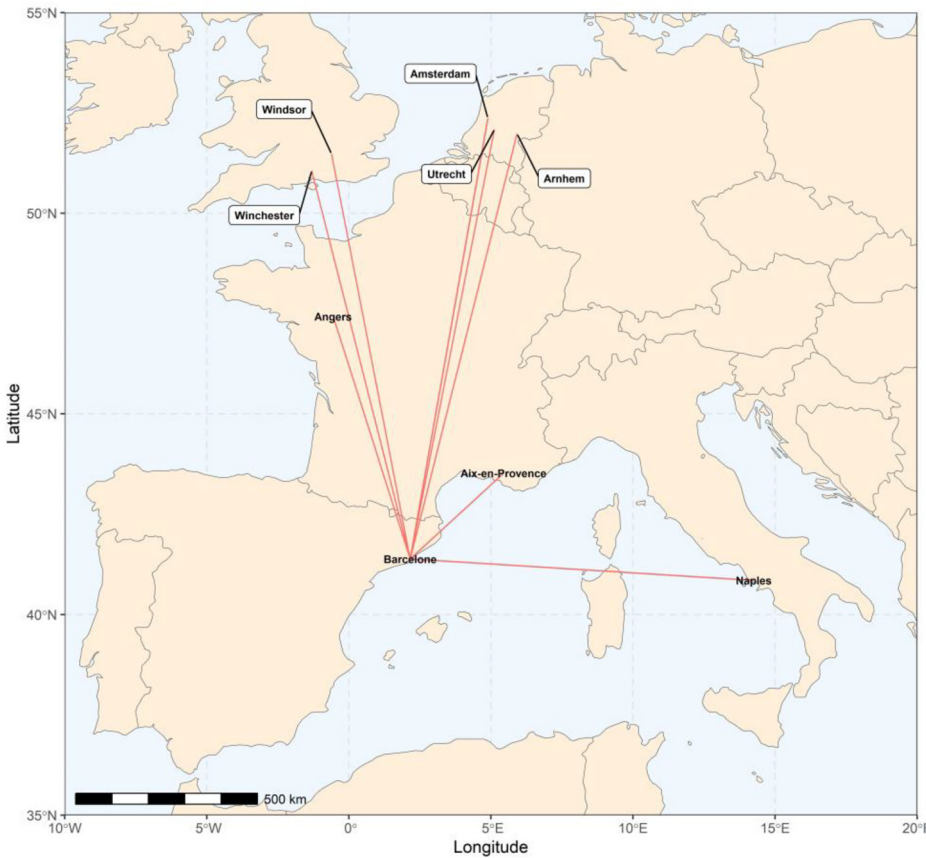 55°N
Amsterdam
Windsor
Utrecht
Arnhem
50°N
Winchester
Angers
45°N
Latitude
Aix-en-Provence
Barcelone
Naples
40°N
500 km
35°N
10°W
5°W
0°
5°E
10°E
15°E
20°I
Longitude